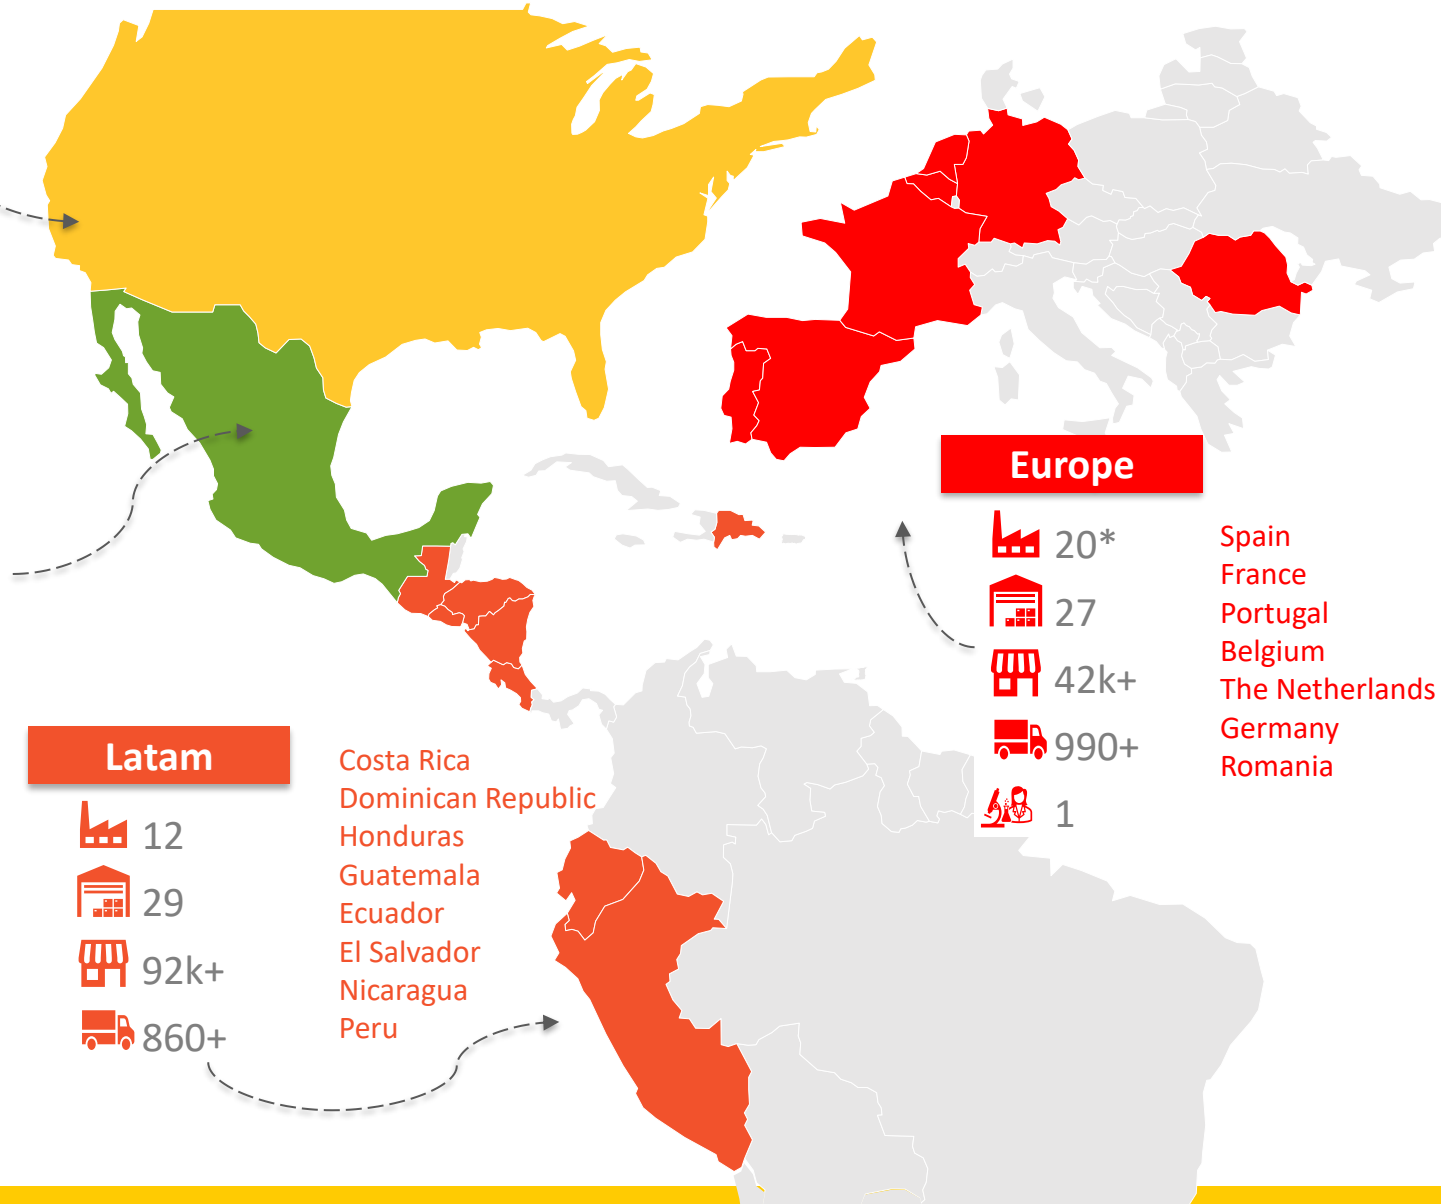 Europe
20*
27
42k+
990+
1
Spain
France
Portugal
Belgium
The Netherlands
Germany
Romania
Latam
12
29
92k+
860+
Costa Rica
Dominican Republic
Honduras
Guatemala
Ecuador
El Salvador
Nicaragua
Peru